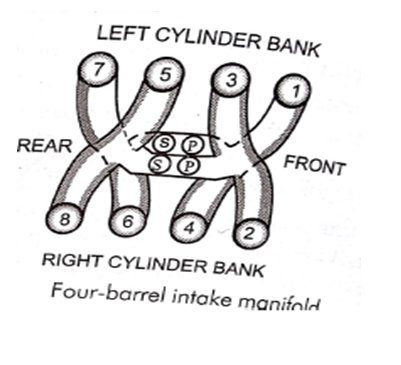 LEFT CYLINDER BANK
7 5 3 1
REAR
S P
S P
FRONT
8 6 4 2
RIGHT CYLINDER BANK
Four-barrel intake manifold